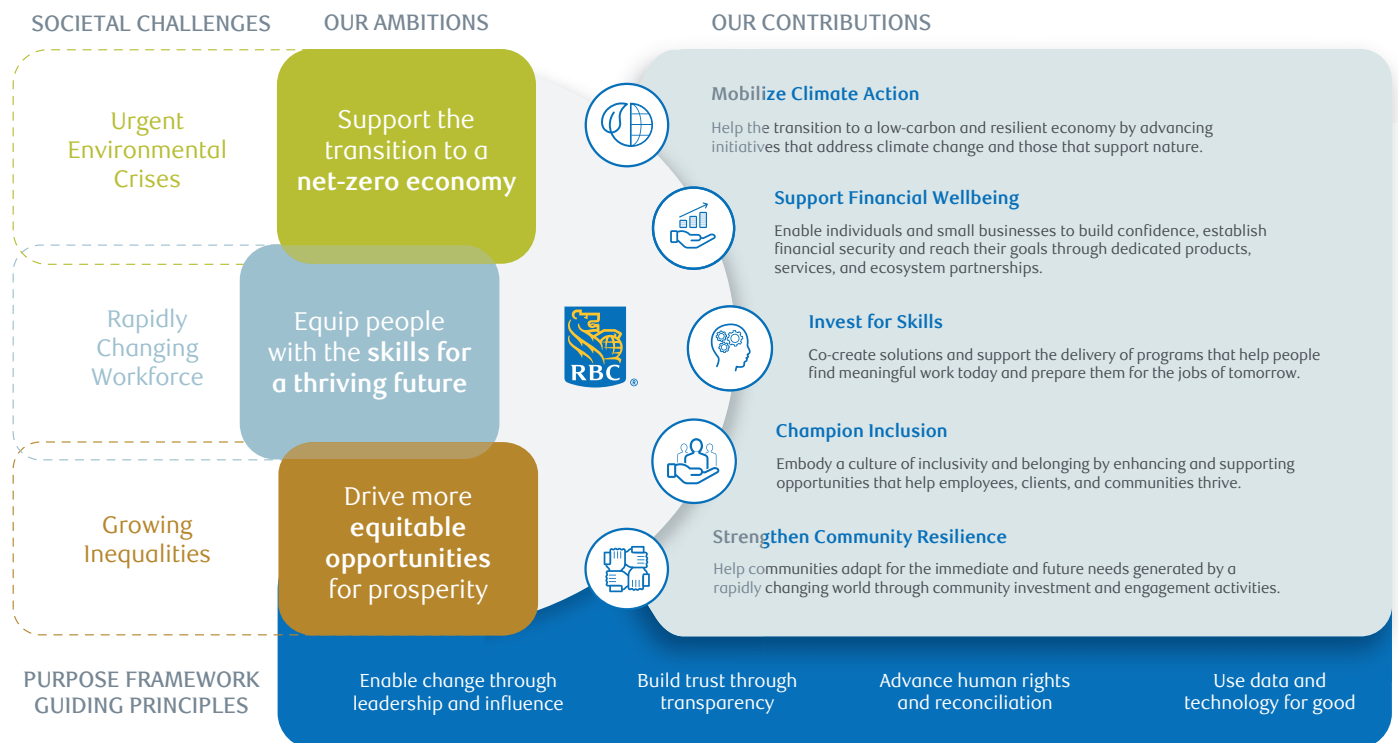 SOCIETAL CHALLENGES
OUR AMBITIONS
OUR CONTRIBUTIONS
Urgent
Environmental
Crises
Support the
transition to a
net-zero economy
Rapidly
Changing
Workforce
Equip people
with the skills for
a thriving future
Growing
Inequalities
Drive more
equitable
opportunities
for prosperity
RBC
®
Mobilize Climate Action
Help the transition to a low-carbon and resilient economy by advancing
initiatives that address climate change and those that support nature.
Support Financial Wellbeing
Enable individuals and small businesses to build confidence, establish
financial security and reach their goals through dedicated products,
services, and ecosystem partnerships.
Invest for Skills
Co-create solutions and support the delivery of programs that help people
find meaningful work today and prepare them for the jobs of tomorrow.
Champion Inclusion
Embody a culture of inclusivity and belonging by enhancing and supporting
opportunities that help employees, clients, and communities thrive.
Strengthen Community Resilience
Help communities adapt for the immediate and future needs generated by a
rapidly changing world through community investment and engagement activities.
PURPOSE FRAMEWORK
GUIDING PRINCIPLES
Enable change through
leadership and influence
Build trust through
transparency
Advance human rights
and reconciliation
Use data and
technology for good